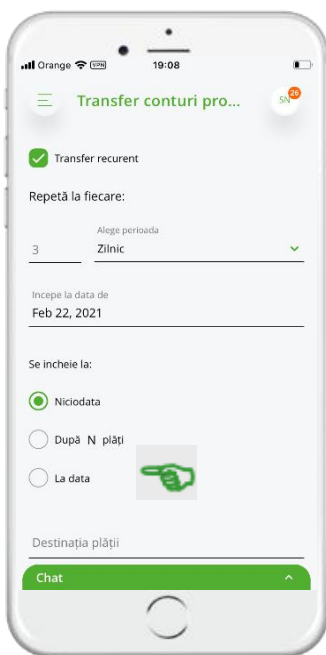 Orange VPN 19:08
Transfer conturi pro... SN 26
Transfer recurent
Repetă la fiecare:
Alege perioada
3 Zilnic
Incepe la data de
Feb 22, 2021
Se incheie la:
Niciodata
După N plăți
La data
Destinația plății
Chat